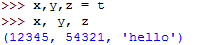 >>> x,y,z = t
>>> x, y, z
(12345, 54321, 'hello')